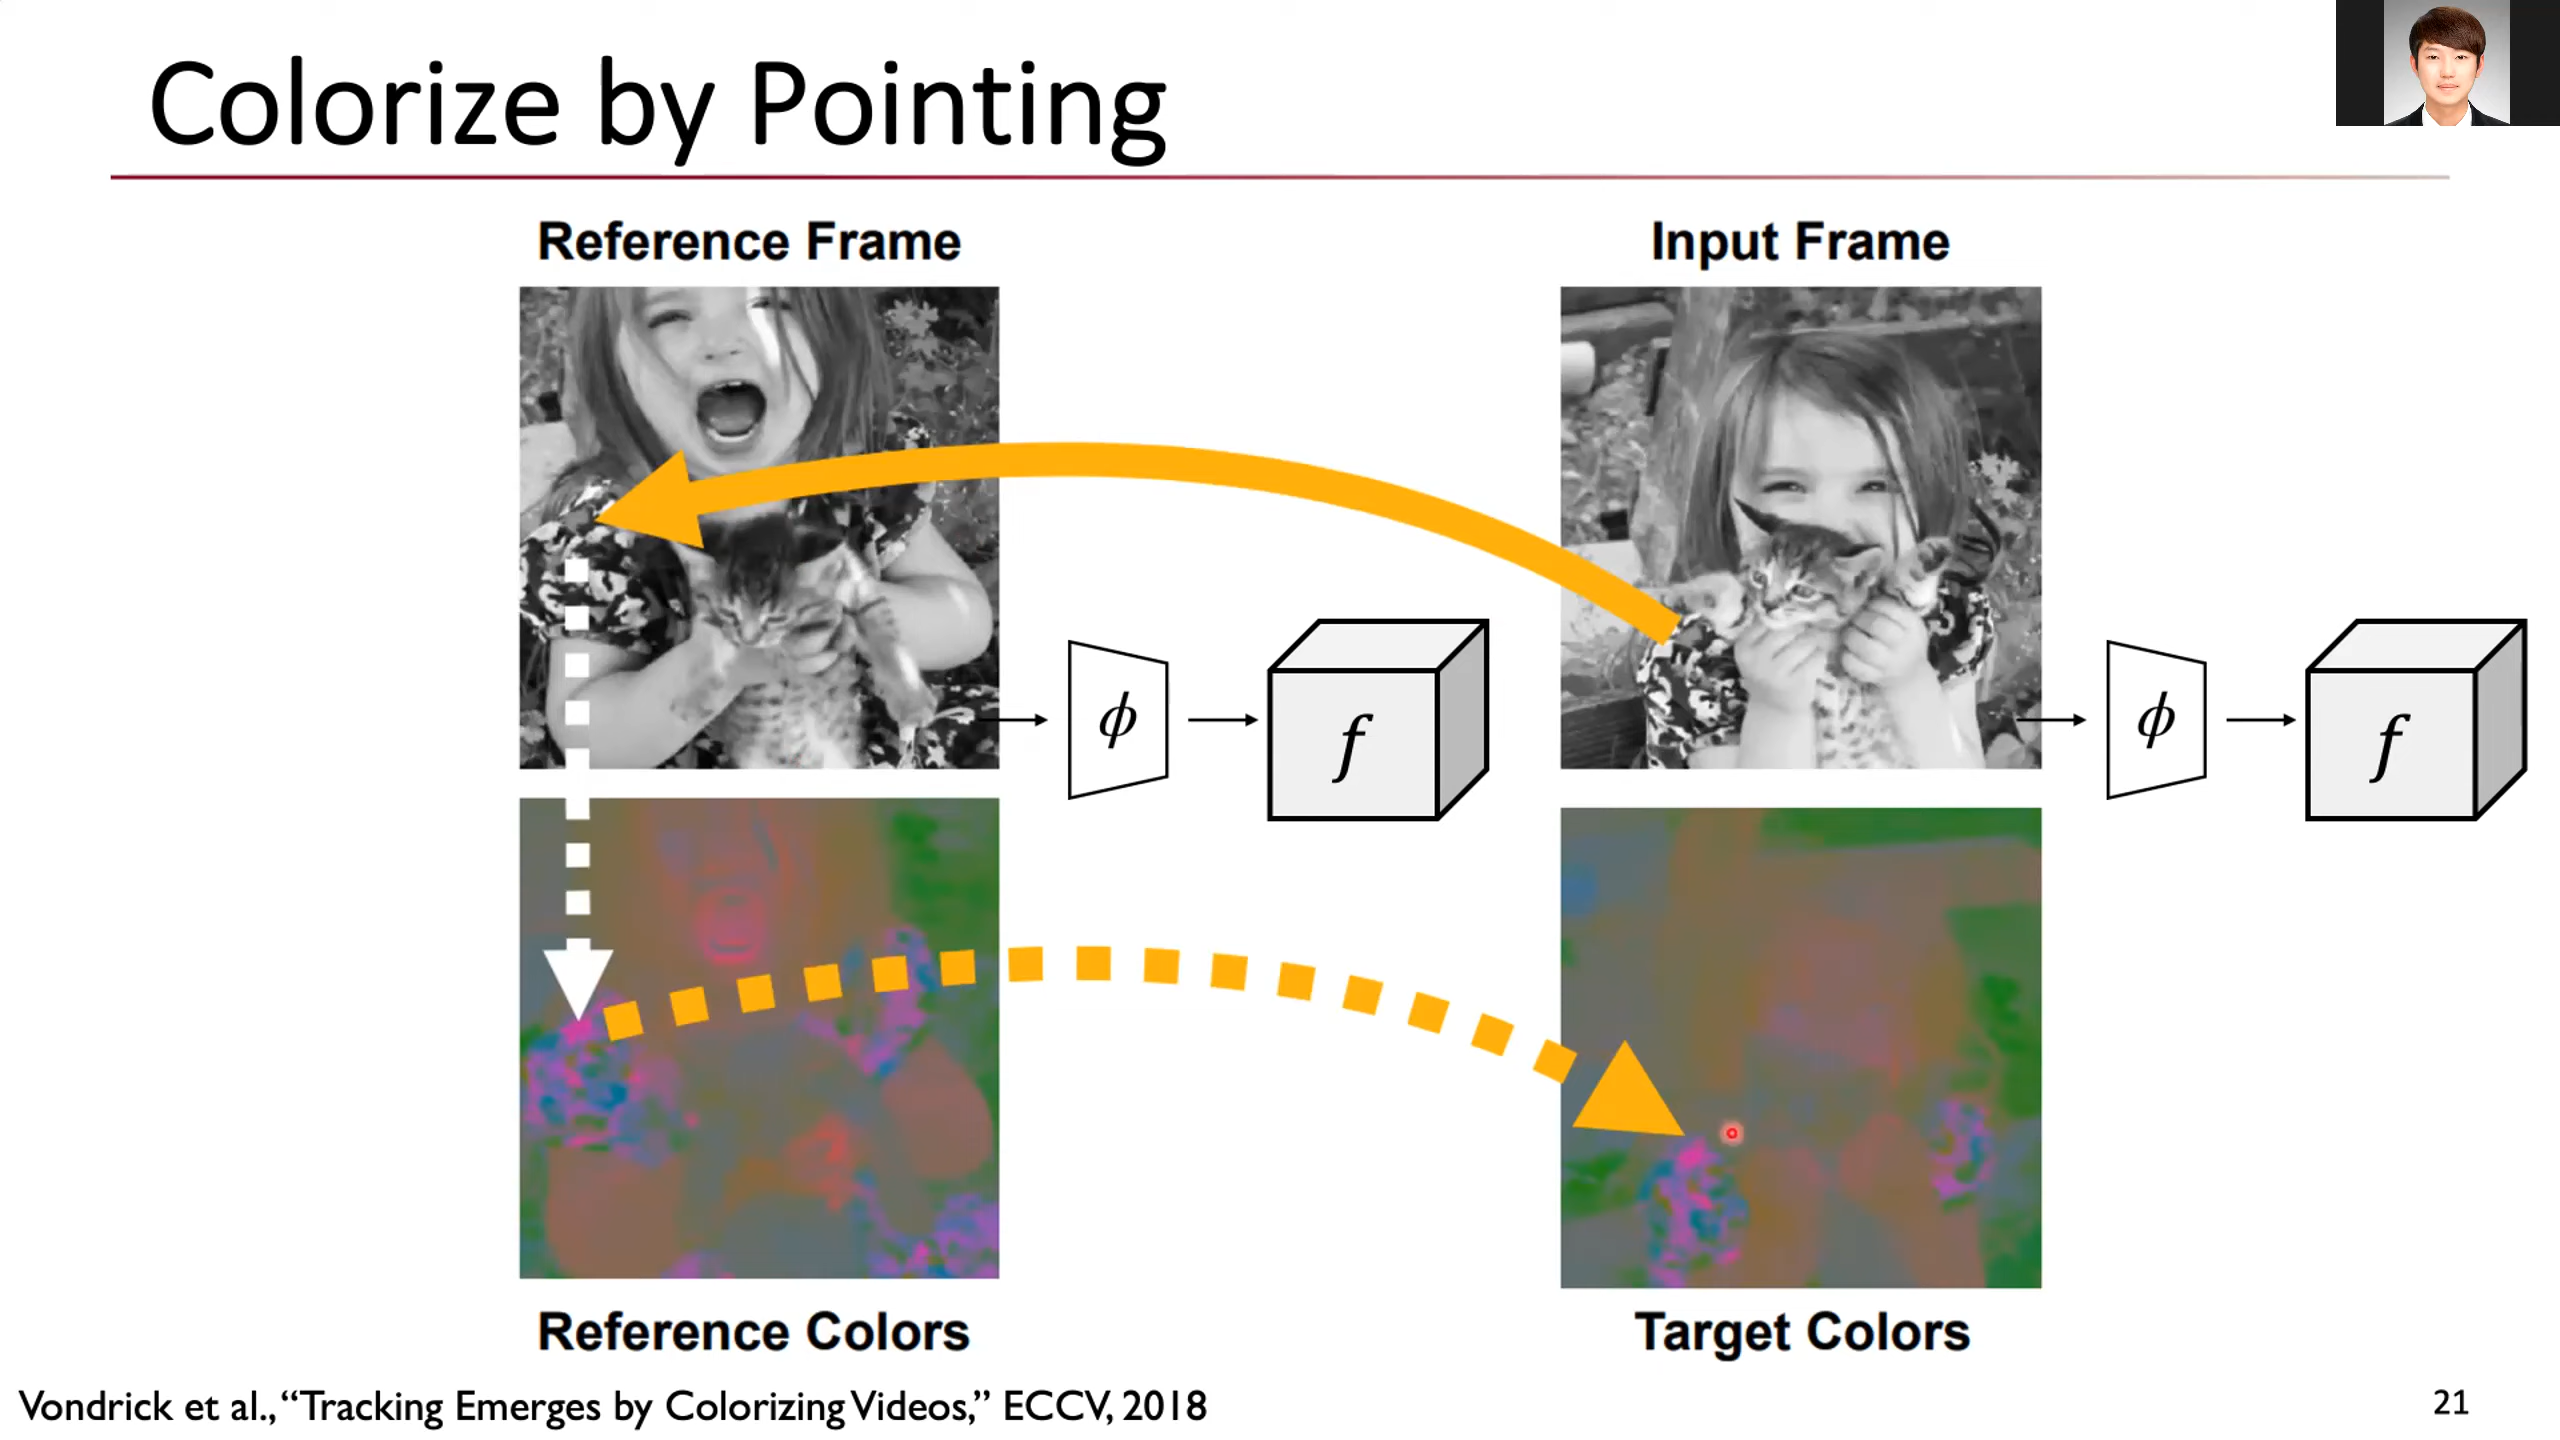 Colorize by Pointing
Reference Frame
Input Frame
ϕ
f
ϕ
f
Reference Colors
Target Colors
Vondrick et al., “Tracking Emerges by Colorizing Videos,” ECCV, 2018
21